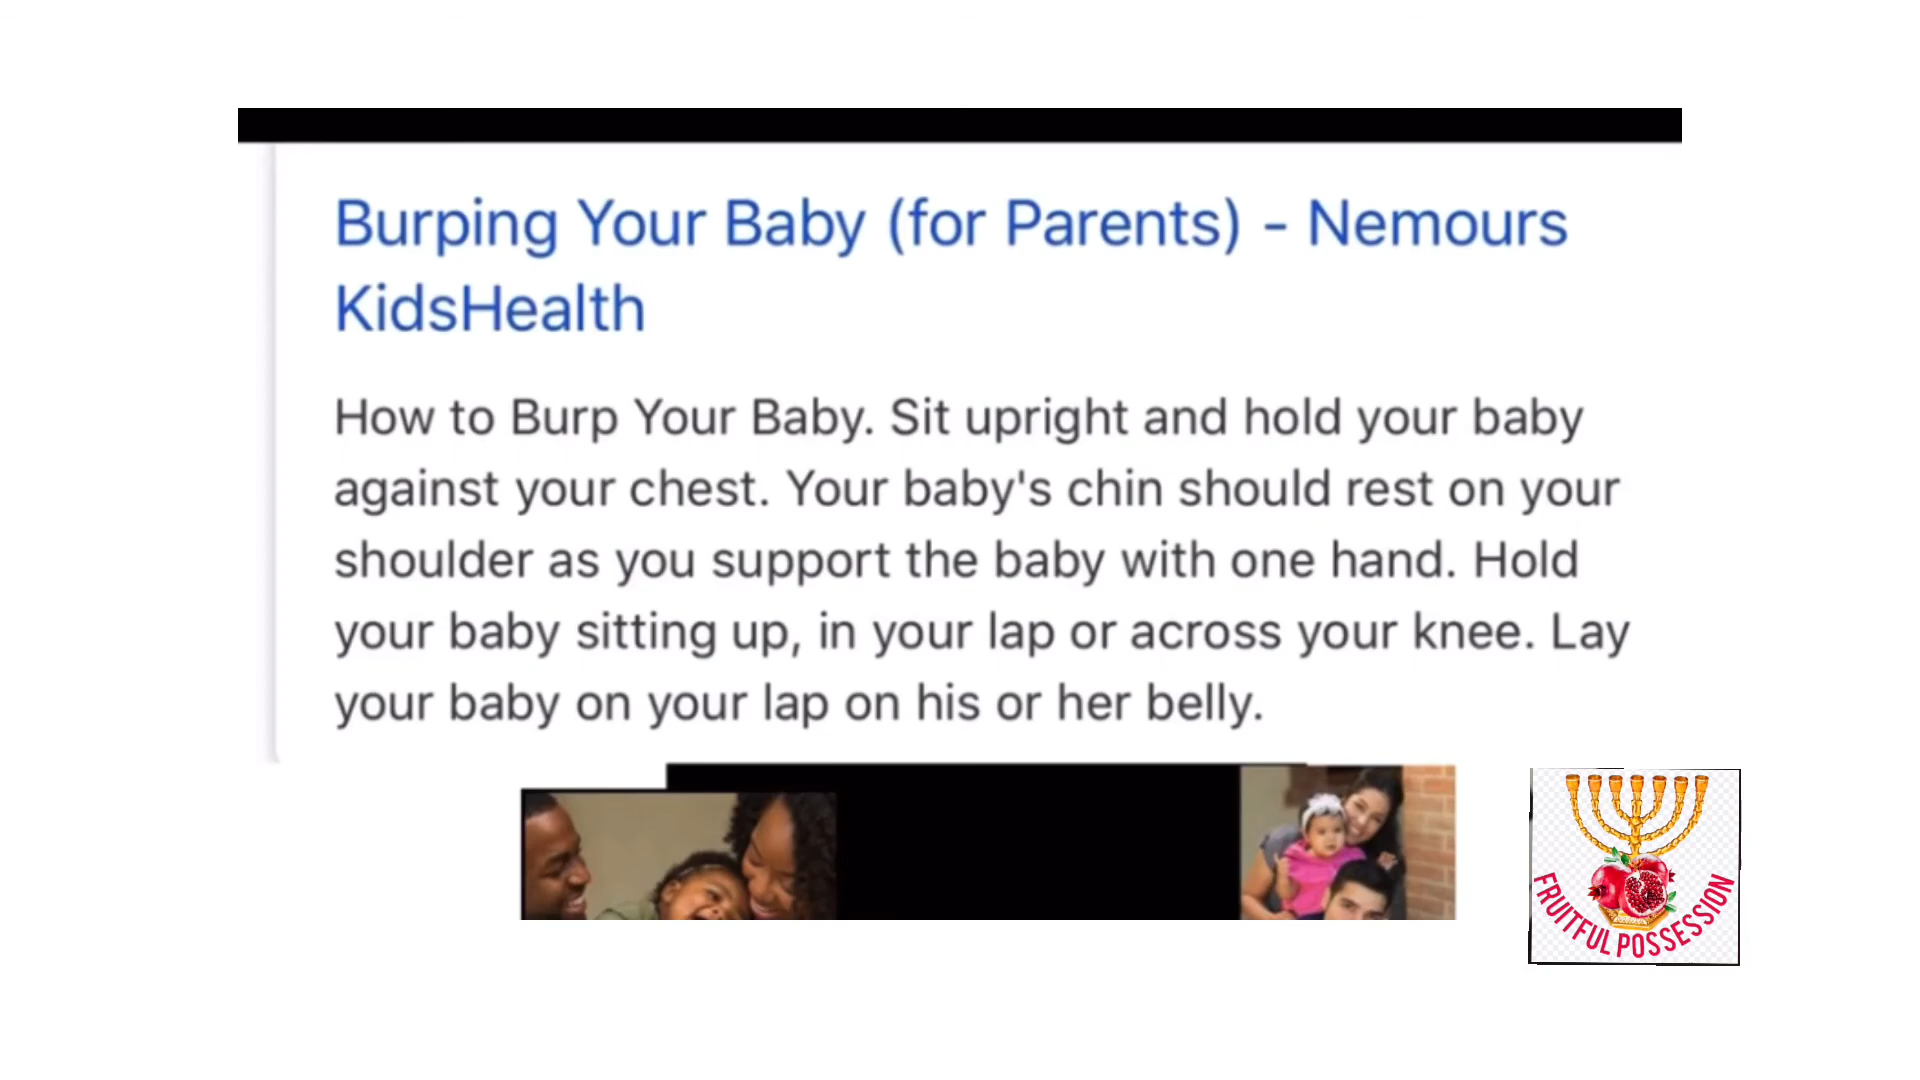 Burping Your Baby (for Parents) - Nemours
KidsHealth
How to Burp Your Baby. Sit upright and hold your baby
against your chest. Your baby's chin should rest on your
shoulder as you support the baby with one hand. Hold
your baby sitting up, in your lap or across your knee. Lay
your baby on your lap on his or her belly.
FRUITFUL POSSESSION